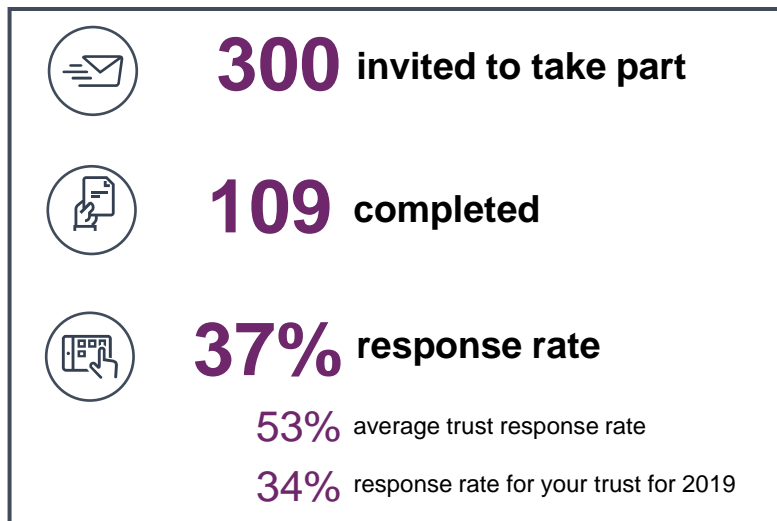 300 invited to take part
109 completed
37% response rate
53% average trust response rate
34% response rate for your trust for 2019